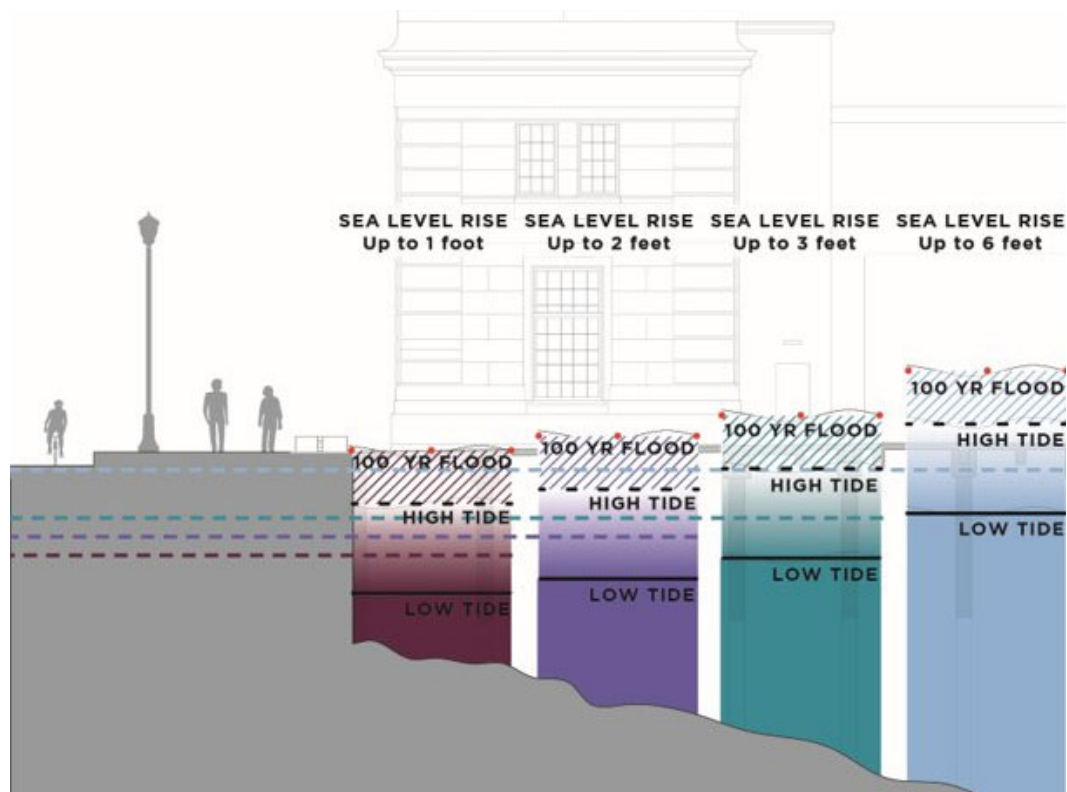 SEA LEVEL RISE
Up to 1 foot
SEA LEVEL RISE
Up to 2 feet
SEA LEVEL RISE
Up to 3 feet
SEA LEVEL RISE
Up to 6 feet
100 YR FLOOD
HIGH TIDE
LOW TIDE
100 YR FLOOD
HIGH TIDE
LOW TIDE
100 YR FLOOD
HIGH TIDE
LOW TIDE
100 YR FLOOD
HIGH TIDE
LOW TIDE